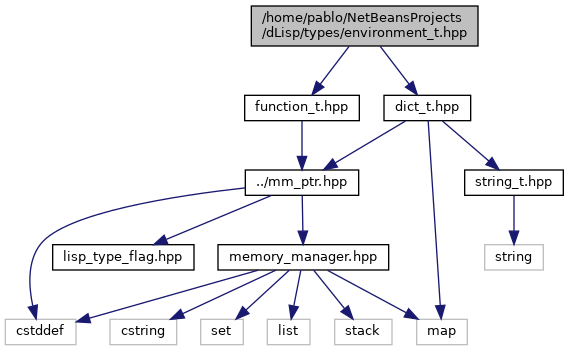 /home/pablo/NetBeansProjects
/dLisp/types/environment_t.hpp
function_t.hpp
dict_t.hpp
../mm_ptr.hpp
string_t.hpp
lisp_type_flag.hpp
memory_manager.hpp
string
cstddef
cstring
set
list
stack
map